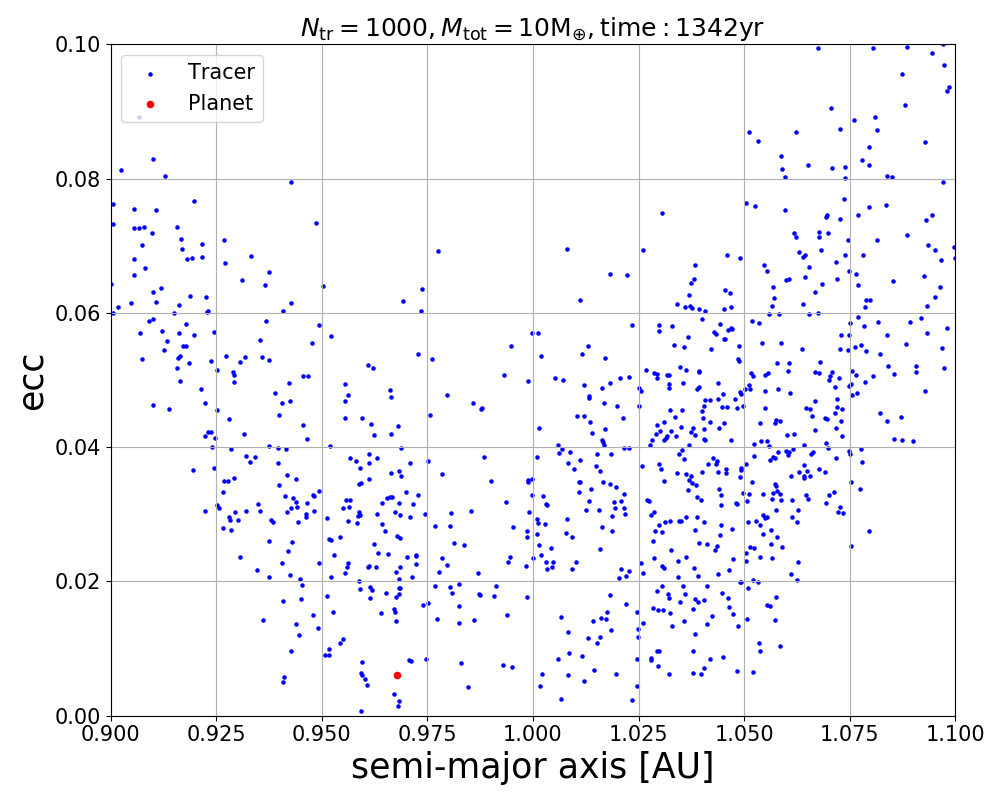 N_tr = 1000, M_tot = 10M_⊕, time : 1342yr
Tracer
Planet
0.10
0.08
0.06
0.04
0.02
0.00
ecc
0.900 0.925 0.950 0.975 1.000 1.025 1.050 1.075 1.100
semi-major axis [AU]